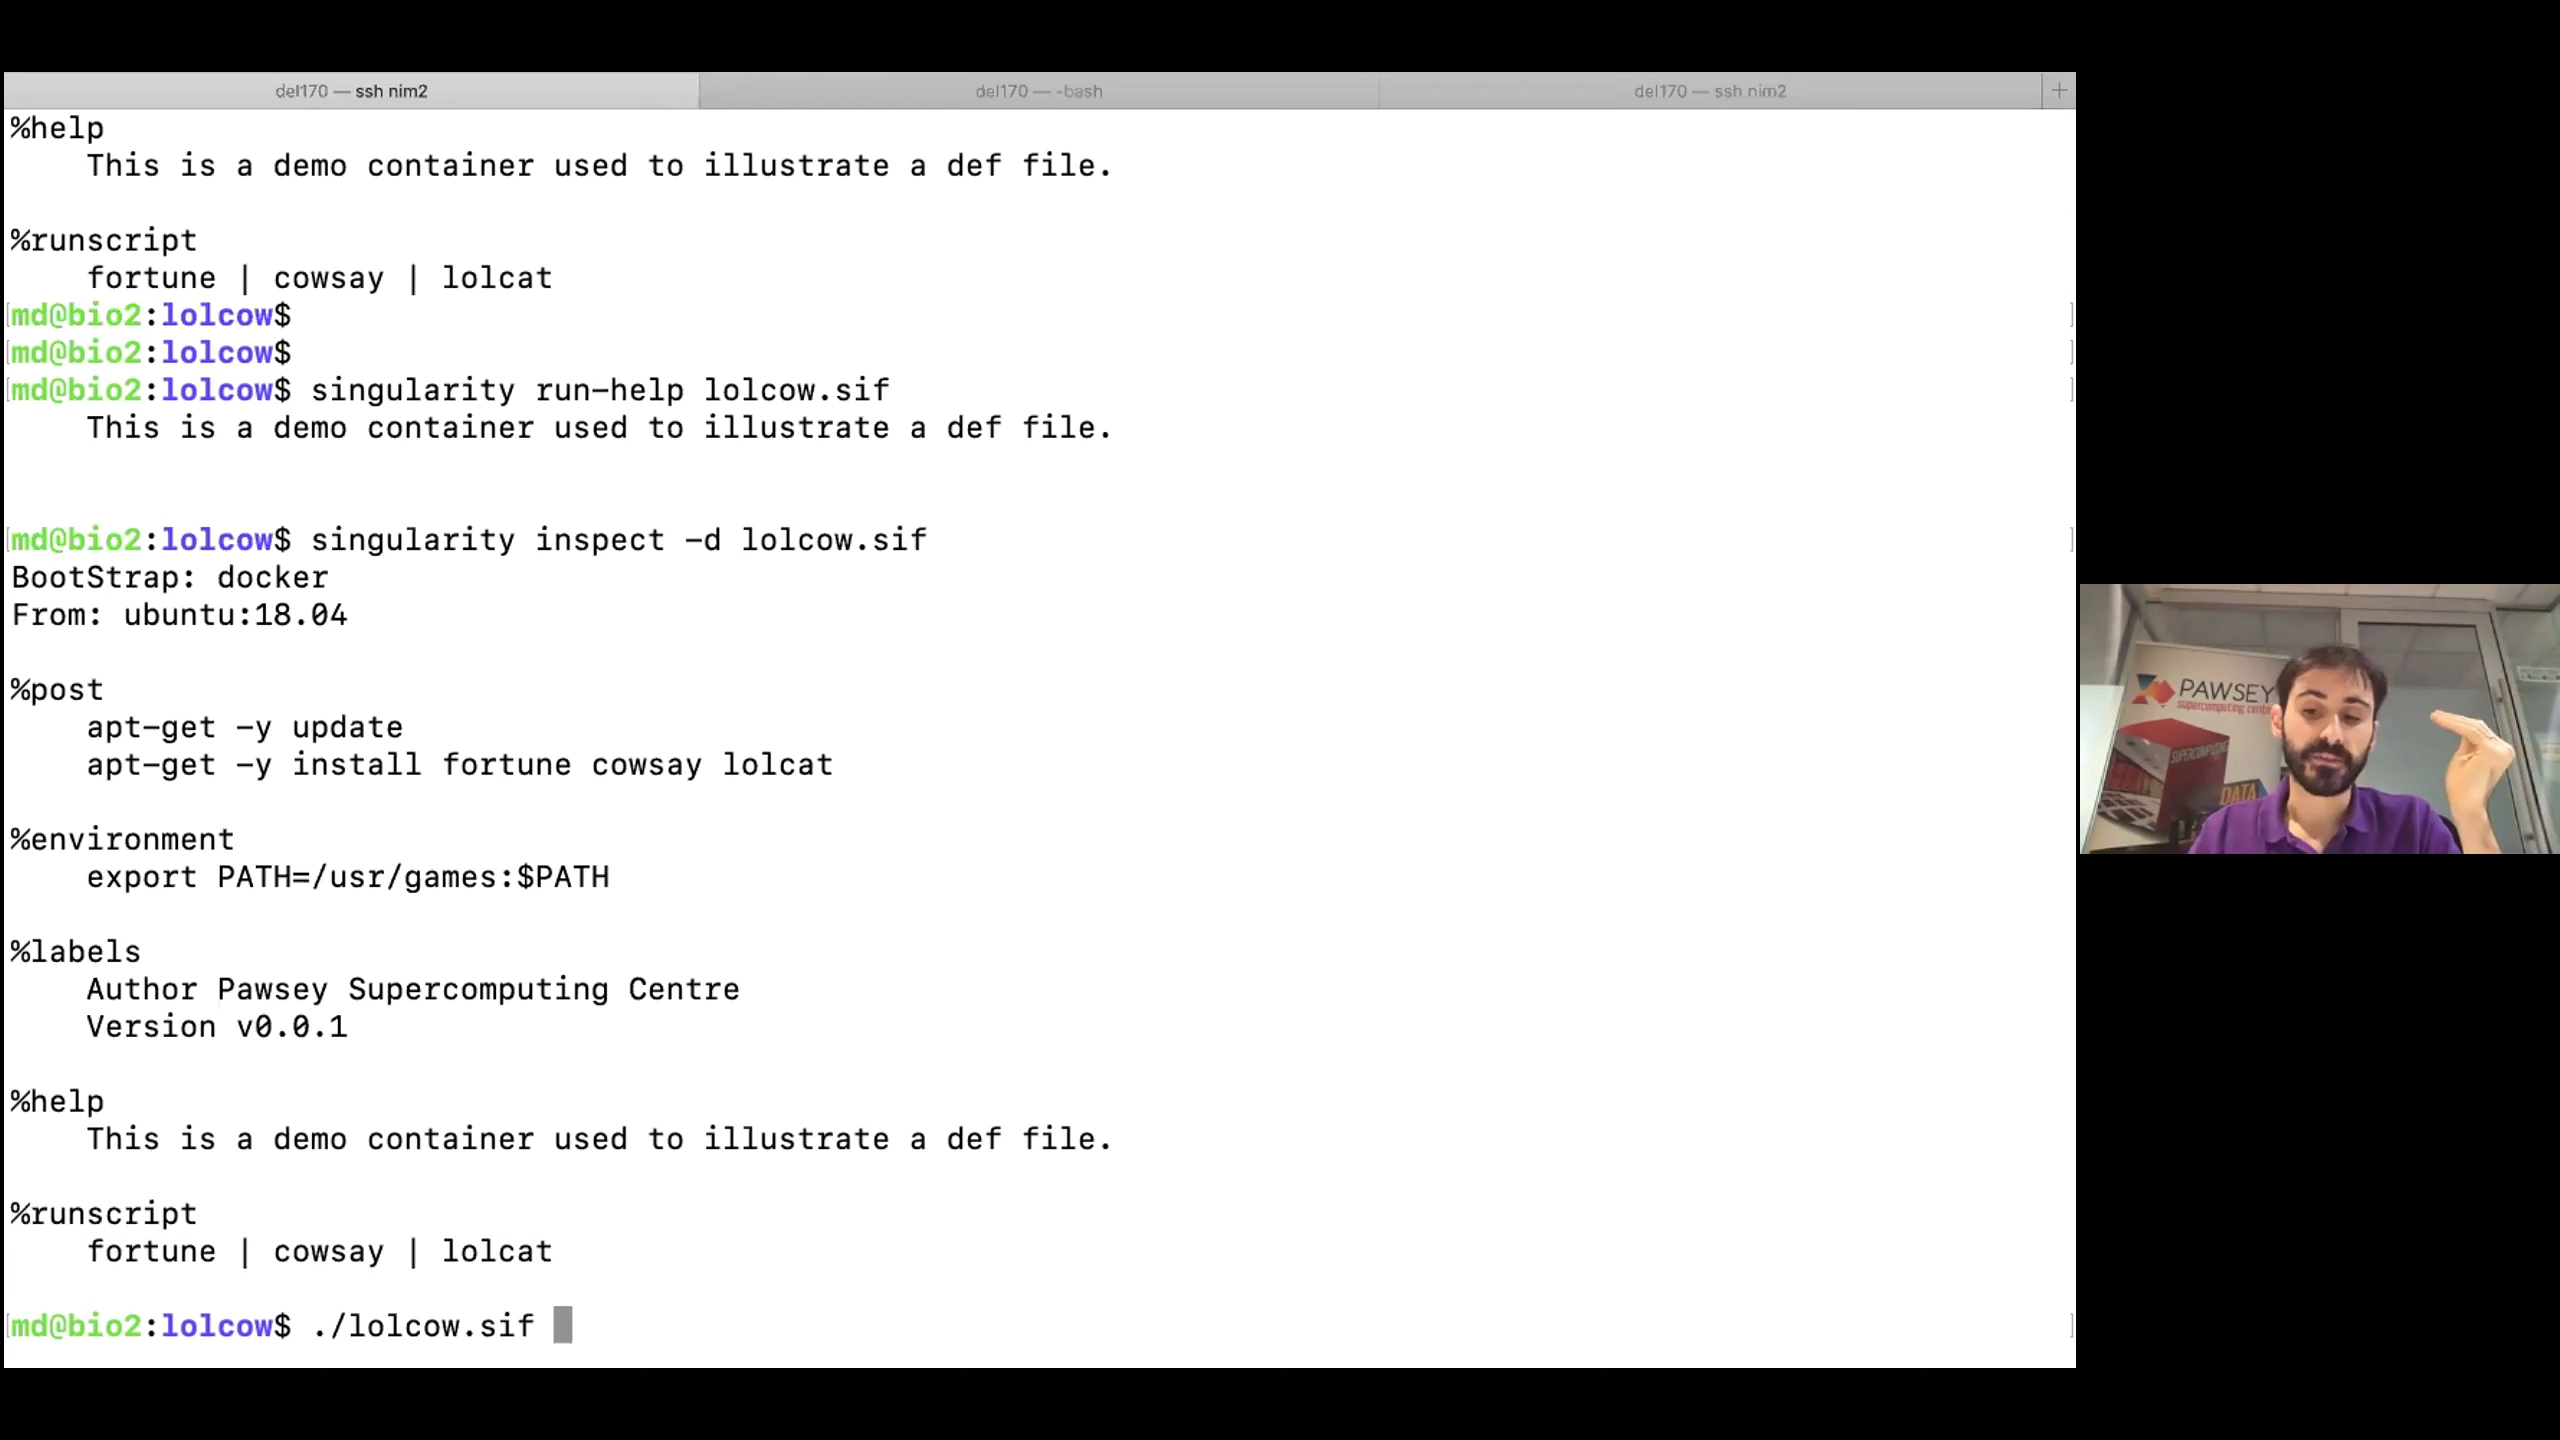 del170 — ssh nim2
del170 — -bash
del170 — ssh nim2
+
%help
This is a demo container used to illustrate a def file.
%runscript
fortune | cowsay | lolcat
md@bio2:lolcow$
md@bio2:lolcow$
md@bio2:lolcow$ singularity run-help lolcow.sif
This is a demo container used to illustrate a def file.
md@bio2:lolcow$ singularity inspect -d lolcow.sif
BootStrap: docker
From: ubuntu:18.04
%post
apt-get -y update
apt-get -y install fortune cowsay lolcat
%environment
export PATH=/usr/games:$PATH
%labels
Author Pawsey Supercomputing Centre
Version v0.0.1
%help
This is a demo container used to illustrate a def file.
%runscript
fortune | cowsay | lolcat
md@bio2:lolcow$ ./lolcow.sif
PAWSEY
supercomputing
SUPERCOMPUTING
DATA